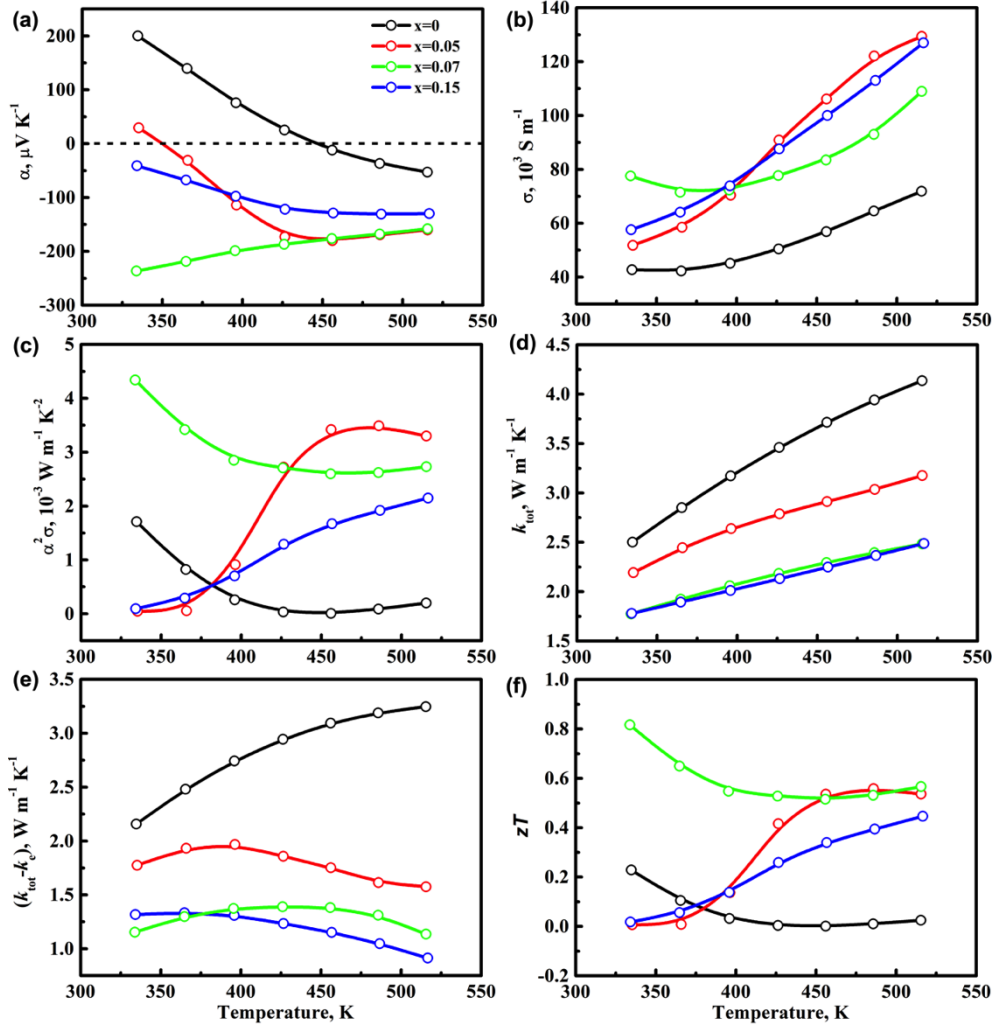 (a)
x=0
x=0.05
x=0.07
x=0.15
200
100
0
-100
-200
-300
α, μV K⁻¹
300 350 400 450 500 550
(b)
140
120
100
80
60
40
σ, 10³ S m⁻¹
300 350 400 450 500 550
(c)
5
4
3
2
1
0
α²σ, 10⁻³ W m⁻¹ K⁻²
300 350 400 450 500 550
(d)
4.5
4.0
3.5
3.0
2.5
2.0
1.5
k_tot, W m⁻¹ K⁻¹
300 350 400 450 500 550
(e)
3.5
3.0
2.5
2.0
1.5
1.0
(k_tot-k_e), W m⁻¹ K⁻¹
300 350 400 450 500 550
Temperature, K
(f)
1.0
0.8
0.6
0.4
0.2
0.0
-0.2
zT
300 350 400 450 500 550
Temperature, K